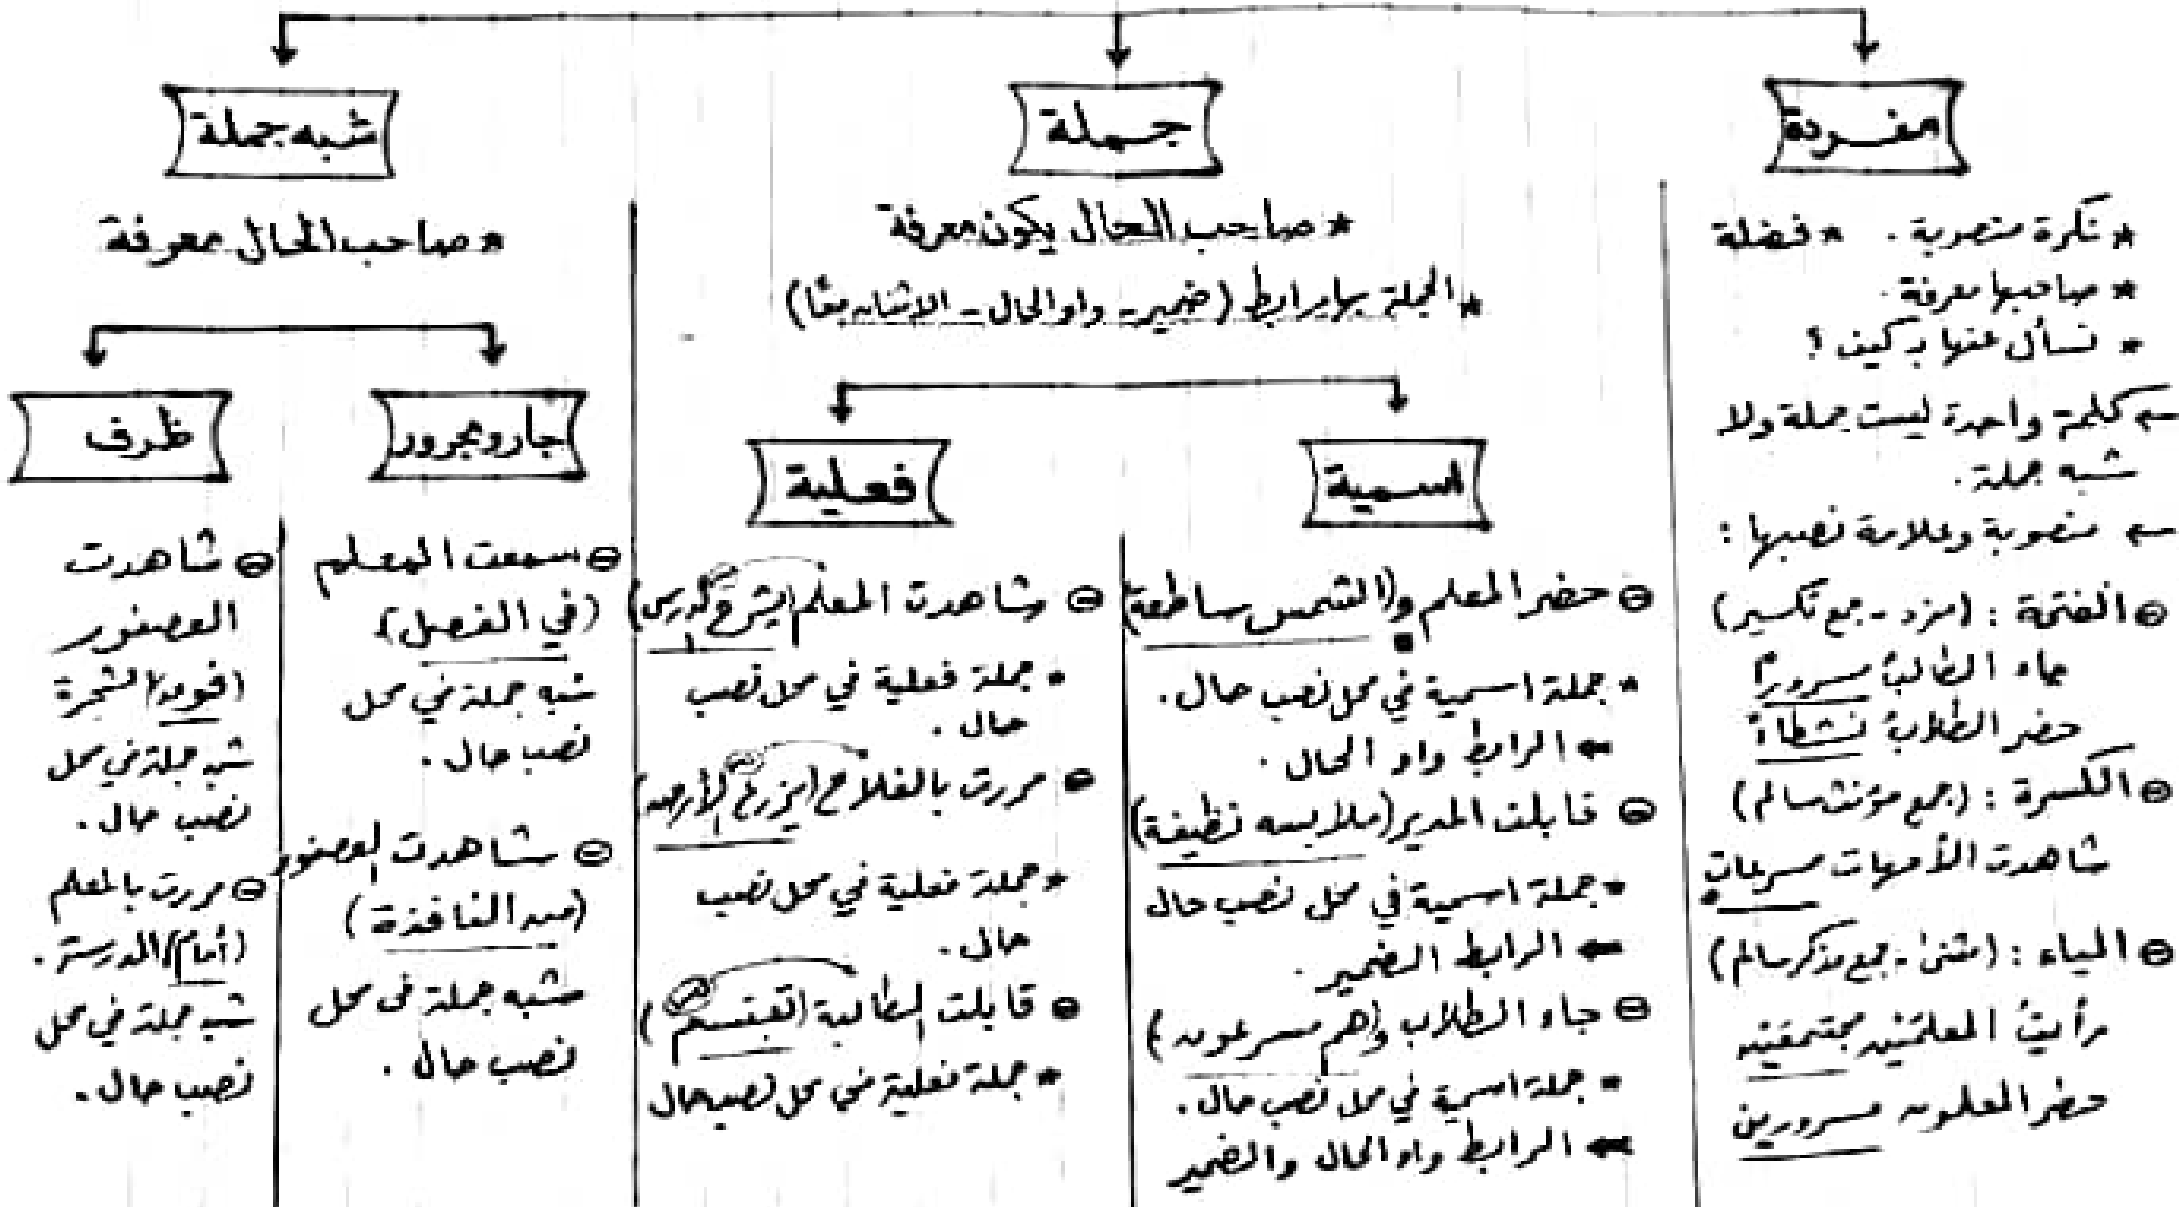 مفردة
* نكرة منصوبة . * فضلة
* صاحبها معرفة .
* نسأل عنها بـ كيف ؟
كلمة واحدة ليست جملة ولا
شبه جملة .
منصوبة وعلامة نصبها :
الفتحة : (مفرد - جمع تكسير)
جاء الطالبُ مسرورًا
حضر الطلابُ نشطاءً
الكسرة : (جمع مؤنث سالم)
شاهدت الأمهات مسرعاتٍ
الياء : (مثنى - جمع مذكر سالم)
رأيتُ المعلمَين مجتمعَين
حضر المعلمون مسرورين
جملة
* صاحب الحال يكون معرفة
* الجملة بها رابط (ضمير - واو الحال - الاثنان معًا)
اسمية
حضر المعلم و(الشمس ساطعة)
* جملة اسمية في محل نصب حال .
الرابط واو الحال .
قابلت المدير (ملابسه نظيفة)
* جملة اسمية في محل نصب حال
الرابط الضمير .
جاء الطلاب و(هم مسرعون)
* جملة اسمية في محل نصب حال .
الرابط واو الحال والضمير
فعلية
شاهدت المعلم (يشرح الدرس)
* جملة فعلية في محل نصب
حال .
مررت بالفلاح (يزرع الأرض)
* جملة فعلية في محل نصب
حال .
قابلت الطالبة (تبتسم)
* جملة فعلية في محل نصب حال
شبه جملة
* صاحب الحال معرفة
جار ومجرور
سمعت المعلم
(في الفصل)
شبه جملة في محل
نصب حال .
شاهدت العصفور
(من النافذة)
شبه جملة في محل
نصب حال .
ظرف
شاهدت
العصفور
(فوق) الشجرة
شبه جملة في محل
نصب حال .
مررت بالمعلم
(أمام) المدرسة .
شبه جملة في محل
نصب حال .